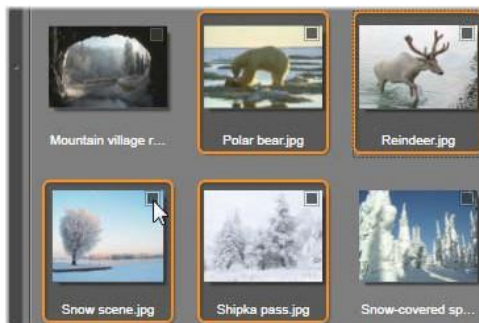 Mountain village r...
Polar bear.jpg
Reindeer.jpg
Snow scene.jpg
Shipka pass.jpg
Snow-covered sp...